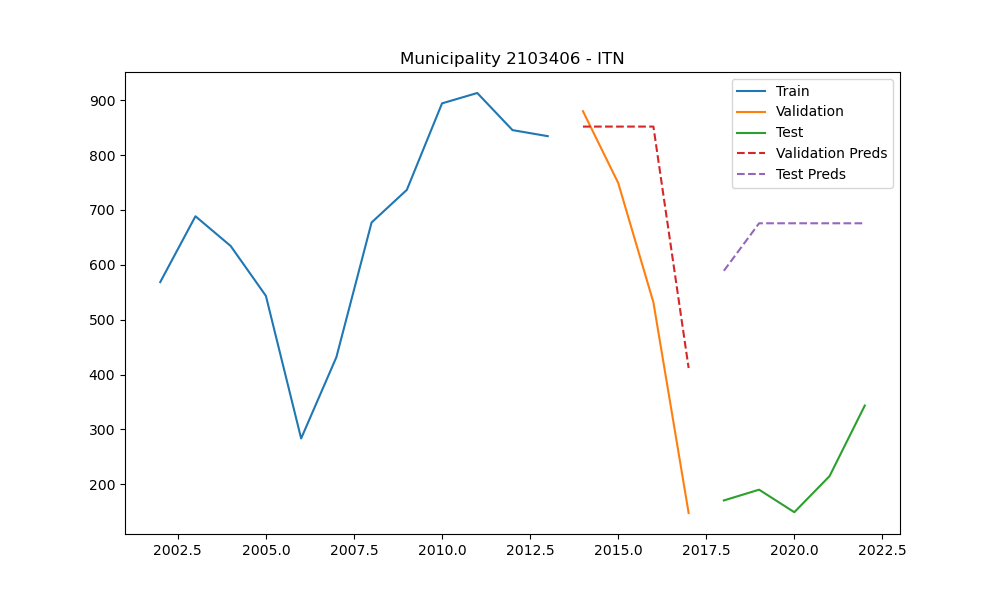 Municipality 2103406 - ITN
Train
Validation
Test
Validation Preds
Test Preds
900
800
700
600
500
400
300
200
2002.5 2005.0 2007.5 2010.0 2012.5 2015.0 2017.5 2020.0 2022.5